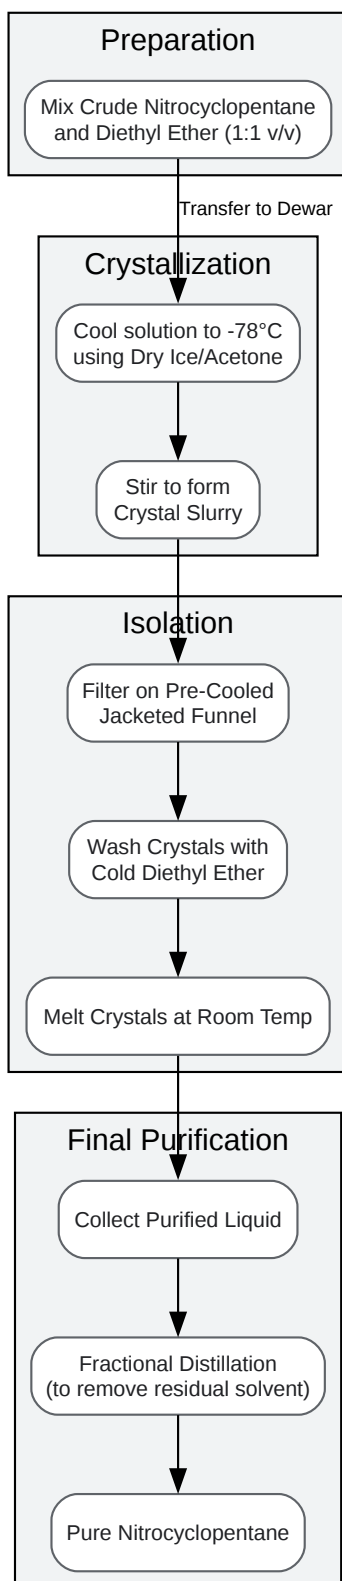 Preparation
Mix Crude Nitrocyclopentane
and Diethyl Ether (1:1 v/v)
Transfer to Dewar
Crystallization
Cool solution to -78°C
using Dry Ice/Acetone
Stir to form
Crystal Slurry
Isolation
Filter on Pre-Cooled
Jacketed Funnel
Wash Crystals with
Cold Diethyl Ether
Melt Crystals at Room Temp
Final Purification
Collect Purified Liquid
Fractional Distillation
(to remove residual solvent)
Pure Nitrocyclopentane